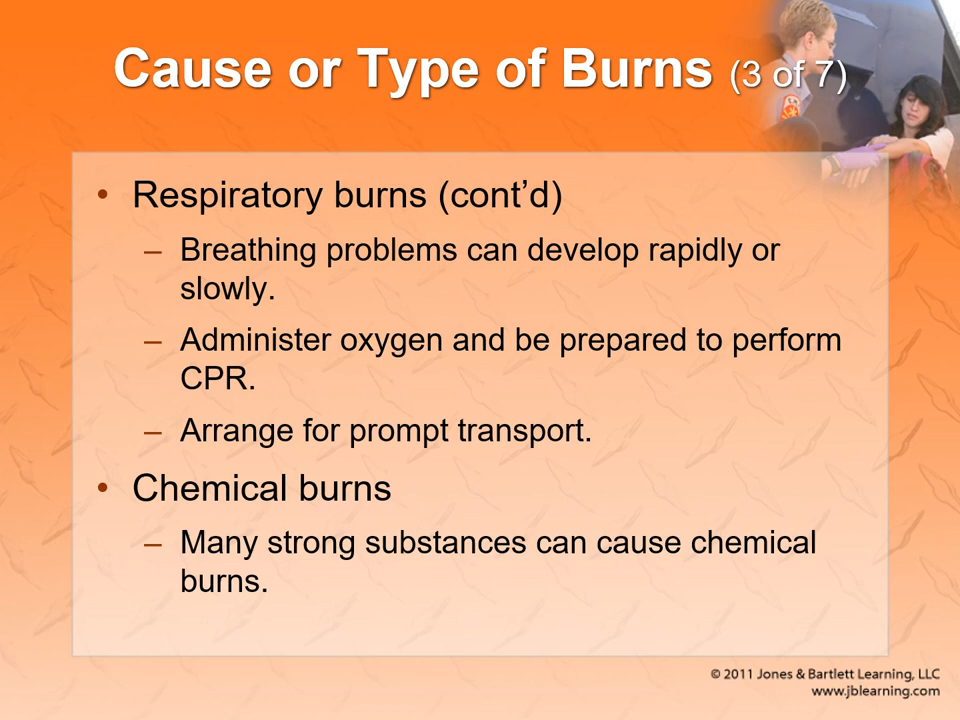 Cause or Type of Burns (3 of 7)
• Respiratory burns (cont’d)
– Breathing problems can develop rapidly or
slowly.
– Administer oxygen and be prepared to perform
CPR.
– Arrange for prompt transport.
• Chemical burns
– Many strong substances can cause chemical
burns.
© 2011 Jones & Bartlett Learning, LLC
www.jblearning.com